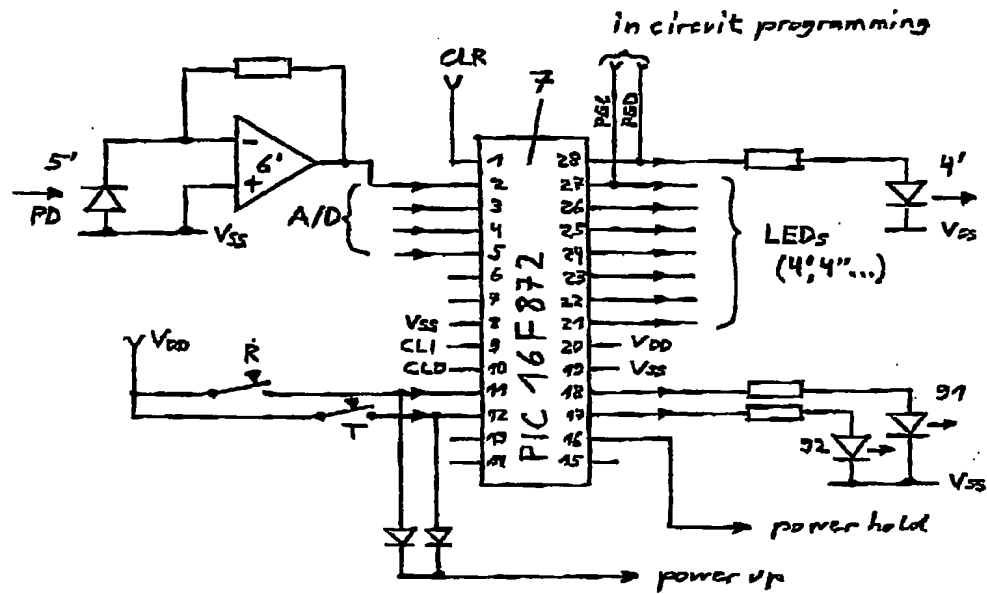 in circuit programming
CLR
7
PGC
PGD
5'
6'
-
+
PD
VSS
A/D
1
2
3
4
5
6
7
8
9
10
11
12
13
14
PIC 16F872
28
27
26
25
24
23
22
21
20
19
18
17
16
15
4'
VSS
LEDs
(4', 4"...)
VSS
CLI
CLO
VDD
R
T
VDD
VSS
91
92
VSS
power hold
power up